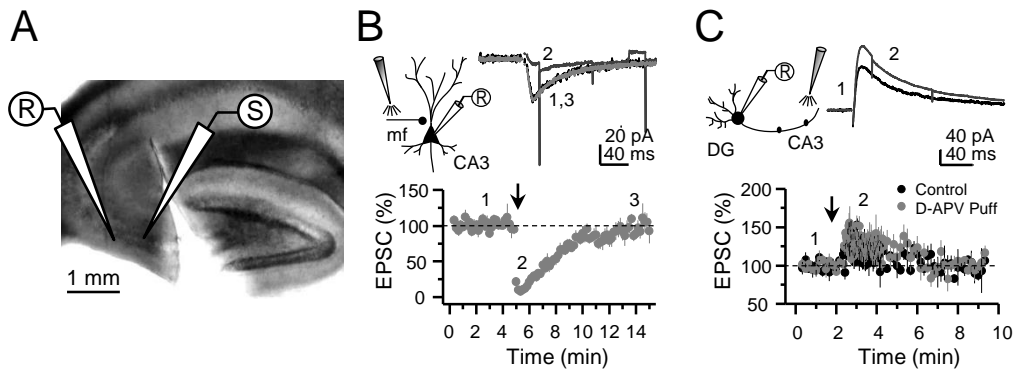 A
R
S
1 mm
B
R
mf
CA3
2
1,3
20 pA
40 ms
EPSC (%)
150
100
50
0
1
2
3
0 2 4 6 8 10 12 14
Time (min)
C
R
DG
CA3
1
2
40 pA
40 ms
EPSC (%)
200
150
100
50
1
2
Control
D-APV Puff
0 2 4 6 8 10
Time (min)